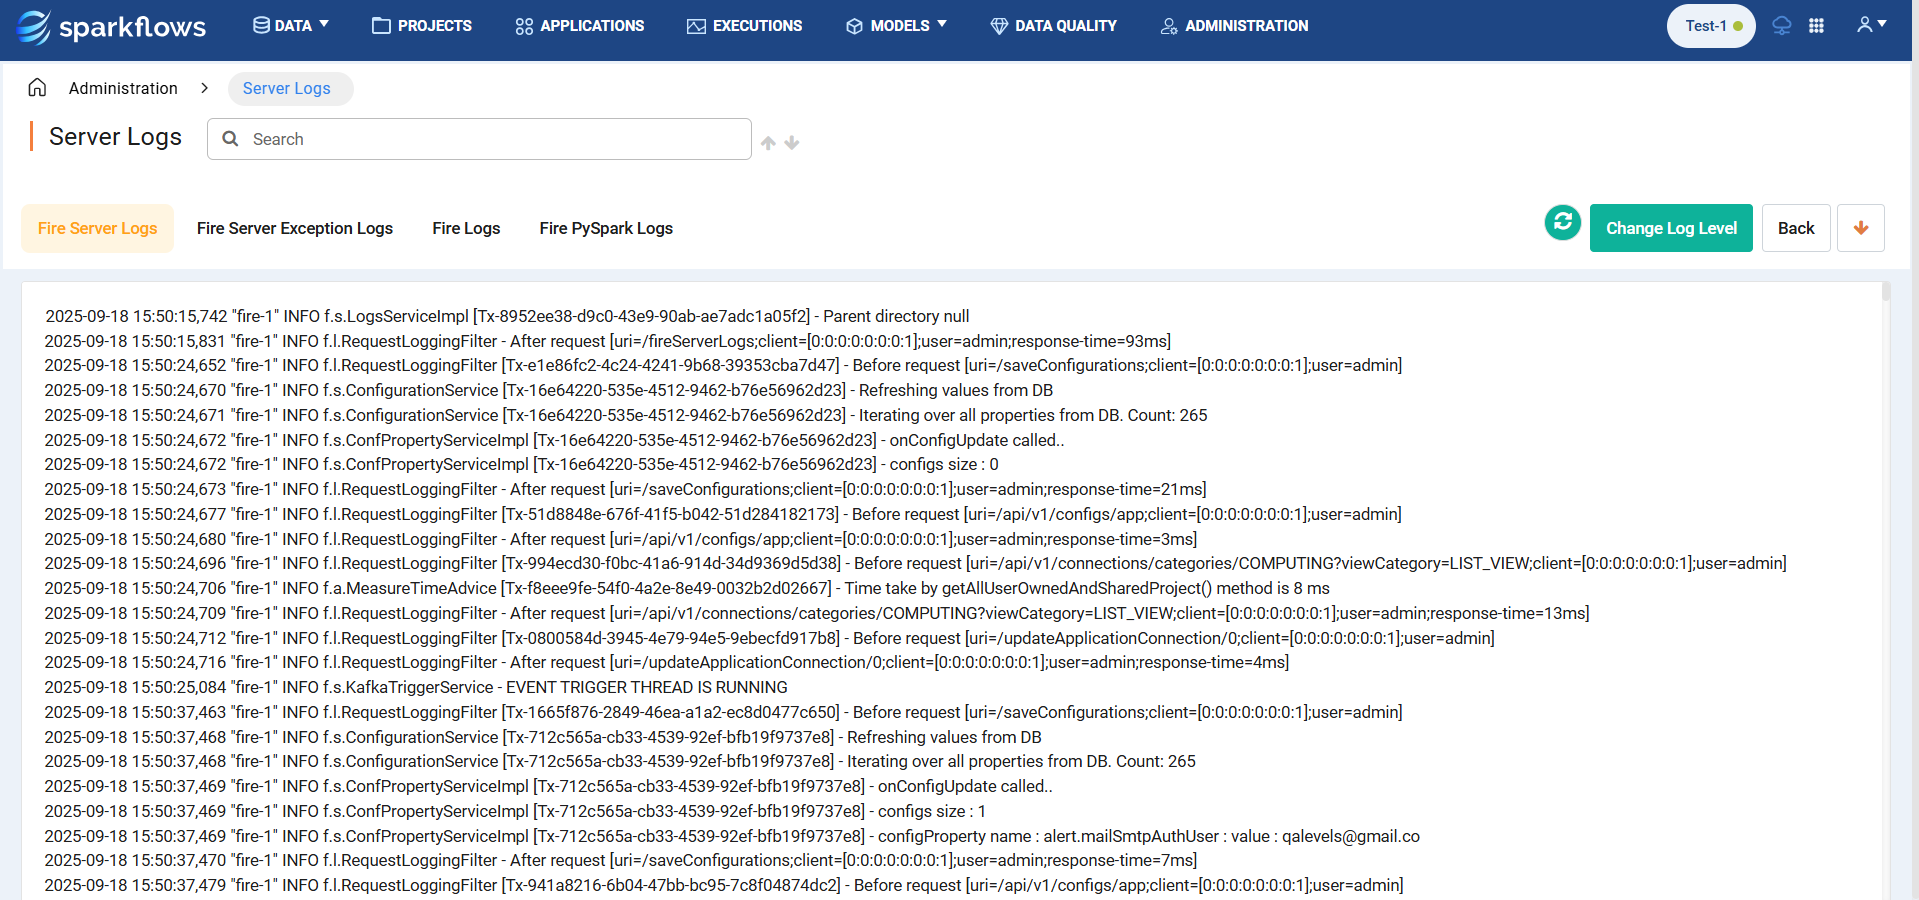 sparkflows DATA PROJECTS APPLICATIONS EXECUTIONS MODELS DATA QUALITY ADMINISTRATION Test-1
Administration > Server Logs
Server Logs Search
Fire Server Logs Fire Server Exception Logs Fire Logs Fire PySpark Logs Change Log Level Back
2025-09-18 15:50:15,742 "fire-1" INFO f.s.LogsServiceImpl [Tx-8952ee38-d9c0-43e9-90ab-ae7adc1a05f2] - Parent directory null
2025-09-18 15:50:15,831 "fire-1" INFO f.l.RequestLoggingFilter - After request [uri=/fireServerLogs;client=[0:0:0:0:0:0:0:1];user=admin;response-time=93ms]
2025-09-18 15:50:24,652 "fire-1" INFO f.l.RequestLoggingFilter [Tx-e1e86fc2-4c24-4241-9b68-39353cba7d47] - Before request [uri=/saveConfigurations;client=[0:0:0:0:0:0:0:1];user=admin]
2025-09-18 15:50:24,670 "fire-1" INFO f.s.ConfigurationService [Tx-16e64220-535e-4512-9462-b76e56962d23] - Refreshing values from DB
2025-09-18 15:50:24,671 "fire-1" INFO f.s.ConfigurationService [Tx-16e64220-535e-4512-9462-b76e56962d23] - Iterating over all properties from DB. Count: 265
2025-09-18 15:50:24,672 "fire-1" INFO f.s.ConfPropertyServiceImpl [Tx-16e64220-535e-4512-9462-b76e56962d23] - onConfigUpdate called..
2025-09-18 15:50:24,672 "fire-1" INFO f.s.ConfPropertyServiceImpl [Tx-16e64220-535e-4512-9462-b76e56962d23] - configs size : 0
2025-09-18 15:50:24,673 "fire-1" INFO f.l.RequestLoggingFilter - After request [uri=/saveConfigurations;client=[0:0:0:0:0:0:0:1];user=admin;response-time=21ms]
2025-09-18 15:50:24,677 "fire-1" INFO f.l.RequestLoggingFilter [Tx-51d8848e-676f-41f5-b042-51d284182173] - Before request [uri=/api/v1/configs/app;client=[0:0:0:0:0:0:0:1];user=admin]
2025-09-18 15:50:24,680 "fire-1" INFO f.l.RequestLoggingFilter - After request [uri=/api/v1/configs/app;client=[0:0:0:0:0:0:0:1];user=admin;response-time=3ms]
2025-09-18 15:50:24,696 "fire-1" INFO f.l.RequestLoggingFilter [Tx-994ecd30-f0bc-41a6-914d-34d9369d5d38] - Before request [uri=/api/v1/connections/categories/COMPUTING?viewCategory=LIST_VIEW;client=[0:0:0:0:0:0:0:1];user=admin]
2025-09-18 15:50:24,706 "fire-1" INFO f.a.MeasureTimeAdvice [Tx-f8eee9fe-54f0-4a2e-8e49-0032b2d02667] - Time take by getAllUserOwnedAndSharedProject() method is 8 ms
2025-09-18 15:50:24,709 "fire-1" INFO f.l.RequestLoggingFilter - After request [uri=/api/v1/connections/categories/COMPUTING?viewCategory=LIST_VIEW;client=[0:0:0:0:0:0:0:1];user=admin;response-time=13ms]
2025-09-18 15:50:24,712 "fire-1" INFO f.l.RequestLoggingFilter [Tx-0800584d-3945-4e79-94e5-9ebecfd917b8] - Before request [uri=/updateApplicationConnection/0;client=[0:0:0:0:0:0:0:1];user=admin]
2025-09-18 15:50:24,716 "fire-1" INFO f.l.RequestLoggingFilter - After request [uri=/updateApplicationConnection/0;client=[0:0:0:0:0:0:0:1];user=admin;response-time=4ms]
2025-09-18 15:50:25,084 "fire-1" INFO f.s.KafkaTriggerService - EVENT TRIGGER THREAD IS RUNNING
2025-09-18 15:50:37,463 "fire-1" INFO f.l.RequestLoggingFilter [Tx-1665f876-2849-46ea-a1a2-ec8d0477c650] - Before request [uri=/saveConfigurations;client=[0:0:0:0:0:0:0:1];user=admin]
2025-09-18 15:50:37,468 "fire-1" INFO f.s.ConfigurationService [Tx-712c565a-cb33-4539-92ef-bfb19f9737e8] - Refreshing values from DB
2025-09-18 15:50:37,468 "fire-1" INFO f.s.ConfigurationService [Tx-712c565a-cb33-4539-92ef-bfb19f9737e8] - Iterating over all properties from DB. Count: 265
2025-09-18 15:50:37,469 "fire-1" INFO f.s.ConfPropertyServiceImpl [Tx-712c565a-cb33-4539-92ef-bfb19f9737e8] - onConfigUpdate called..
2025-09-18 15:50:37,469 "fire-1" INFO f.s.ConfPropertyServiceImpl [Tx-712c565a-cb33-4539-92ef-bfb19f9737e8] - configs size : 1
2025-09-18 15:50:37,469 "fire-1" INFO f.s.ConfPropertyServiceImpl [Tx-712c565a-cb33-4539-92ef-bfb19f9737e8] - configProperty name : alert.mailSmtpAuthUser : value : qalevels@gmail.co
2025-09-18 15:50:37,470 "fire-1" INFO f.l.RequestLoggingFilter - After request [uri=/saveConfigurations;client=[0:0:0:0:0:0:0:1];user=admin;response-time=7ms]
2025-09-18 15:50:37,479 "fire-1" INFO f.l.RequestLoggingFilter [Tx-941a8216-6b04-47bb-bc95-7c8f04874dc2] - Before request [uri=/api/v1/configs/app;client=[0:0:0:0:0:0:0:1];user=admin]